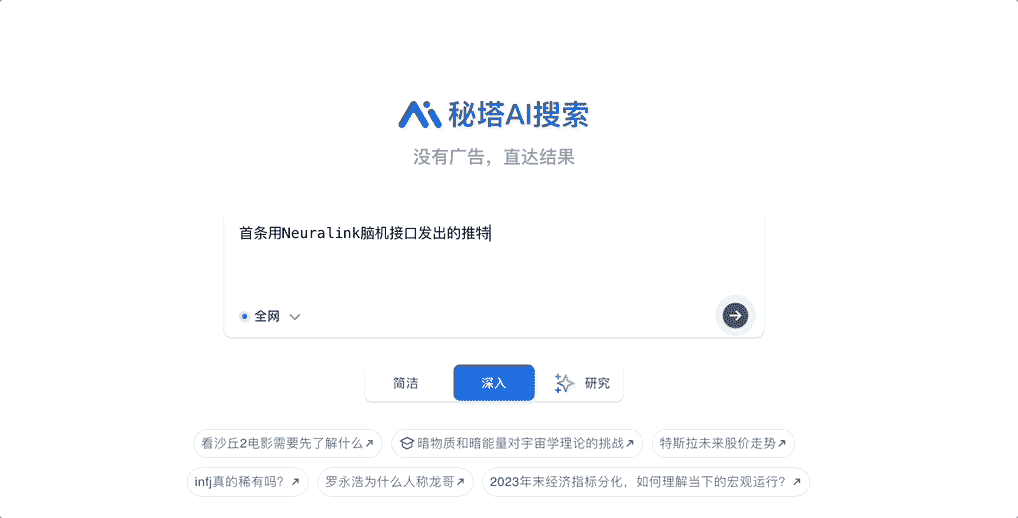 秘塔AI搜索
没有广告，直达结果
首条用Neuralink脑机接口发出的推特
全网
简洁 深入 研究
看沙丘2电影需要先了解什么 暗物质和暗能量对宇宙学理论的挑战 特斯拉未来股价走势
infj真的稀有吗？ 罗永浩为什么人称龙哥 2023年末经济指标分化，如何理解当下的宏观运行？